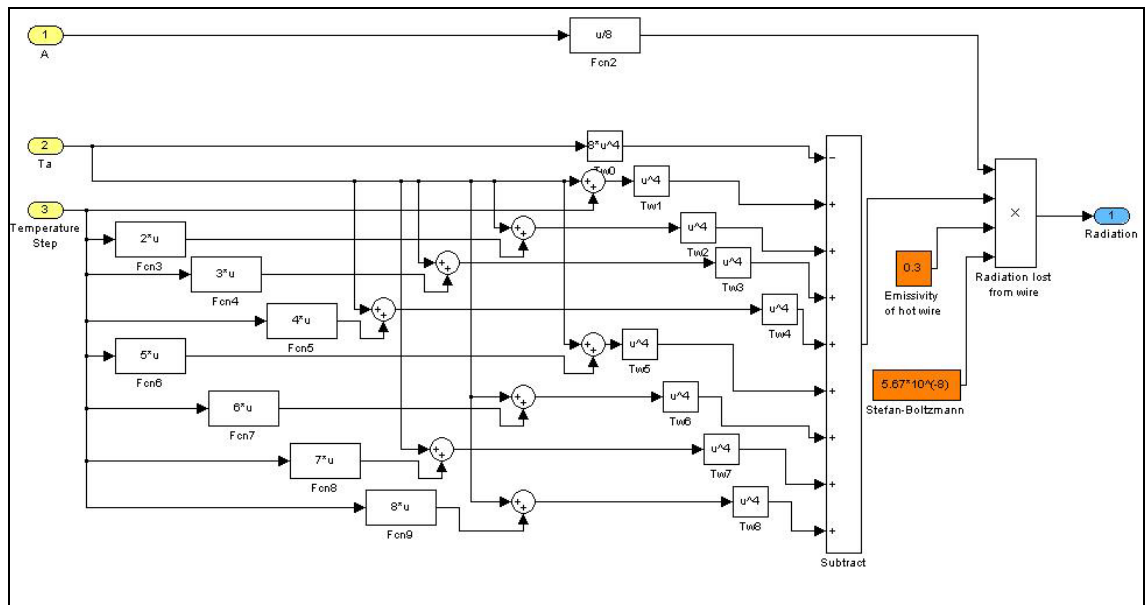 1
A
u/8
Fcn2
2
Ta
8*u^4
Tw0
−
3
Temperature
Step
+
+
u^4
Tw1
+
2*u
Fcn3
+
+
u^4
Tw2
+
3*u
Fcn4
+
+
u^4
Tw3
+
4*u
Fcn5
+
+
u^4
Tw4
+
5*u
Fcn6
+
+
u^4
Tw5
+
6*u
Fcn7
+
+
u^4
Tw6
+
7*u
Fcn8
+
+
u^4
Tw7
+
8*u
Fcn9
+
+
u^4
Tw8
+
Subtract
0.3
Emissivity
of hot wire
5.67*10^(-8)
Stefan-Boltzmann
×
Radiation lost
from wire
1
Radiation